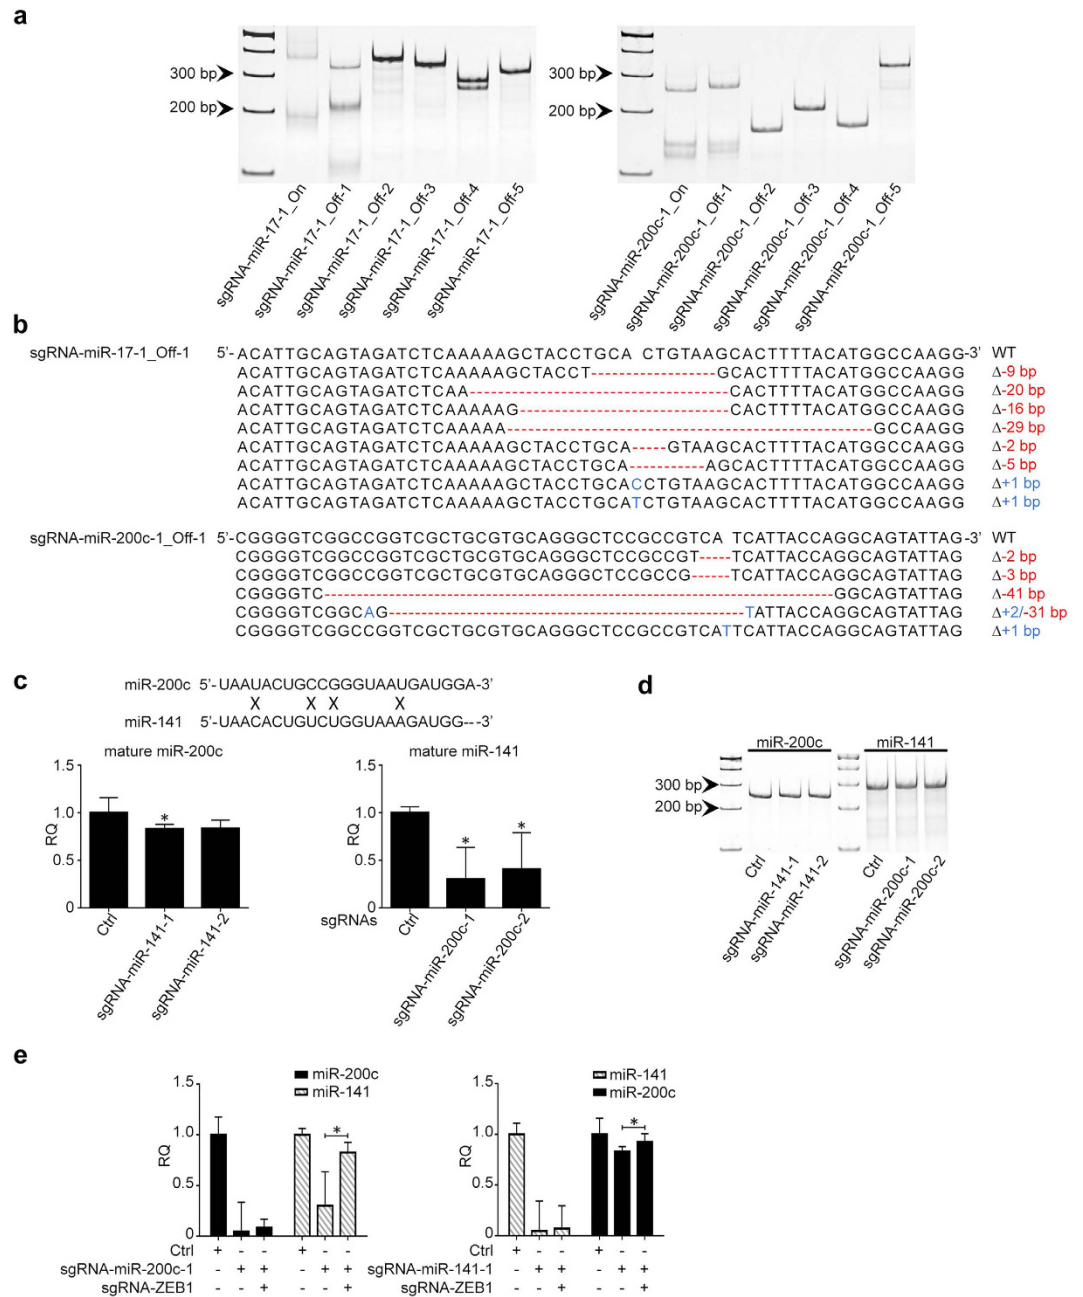 a
300 bp
200 bp
300 bp
200 bp
sgRNA-miR-17-1_On
sgRNA-miR-17-1_Off-1
sgRNA-miR-17-1_Off-2
sgRNA-miR-17-1_Off-3
sgRNA-miR-17-1_Off-4
sgRNA-miR-17-1_Off-5
sgRNA-miR-200c-1_On
sgRNA-miR-200c-1_Off-1
sgRNA-miR-200c-1_Off-2
sgRNA-miR-200c-1_Off-3
sgRNA-miR-200c-1_Off-4
sgRNA-miR-200c-1_Off-5
b
sgRNA-miR-17-1_Off-1 5'-ACATTGCAGTAGATCTCAAAAAGCTACCTGCA CTGTAAGCACTTTTACATGGCCAAGG-3' WT
ACATTGCAGTAGATCTCAAAAAGCTACCT---------------GCACTTTTACATGGCCAAGG Δ-9 bp
ACATTGCAGTAGATCTCAA-------------------------------CACTTTTACATGGCCAAGG Δ-20 bp
ACATTGCAGTAGATCTCAAAAAG-------------------------CACTTTTACATGGCCAAGG Δ-16 bp
ACATTGCAGTAGATCTCAAAAA--------------------------------------------GCCAAGG Δ-29 bp
ACATTGCAGTAGATCTCAAAAAGCTACCTGCA----GTAAGCACTTTTACATGGCCAAGG Δ-2 bp
ACATTGCAGTAGATCTCAAAAAGCTACCTGCA---------AGCACTTTTACATGGCCAAGG Δ-5 bp
ACATTGCAGTAGATCTCAAAAAGCTACCTGCACCTGTAAGCACTTTTACATGGCCAAGG Δ+1 bp
ACATTGCAGTAGATCTCAAAAAGCTACCTGCATCTGTAAGCACTTTTACATGGCCAAGG Δ+1 bp
sgRNA-miR-200c-1_Off-1 5'-CGGGGTCGGCCGGTCGCTGCGTGCAGGGCTCCGCCGTCA TCATTACCAGGCAGTATTAG-3' WT
CGGGGTCGGCCGGTCGCTGCGTGCAGGGCTCCGCCGT----TCATTACCAGGCAGTATTAG Δ-2 bp
CGGGGTCGGCCGGTCGCTGCGTGCAGGGCTCCGCCG-----TCATTACCAGGCAGTATTAG Δ-3 bp
CGGGGTC-------------------------------------------------------------GGCAGTATTAG Δ-41 bp
CGGGGTCGGCAG-------------------------------------------TATTACCAGGCAGTATTAG Δ+2/-31 bp
CGGGGTCGGCCGGTCGCTGCGTGCAGGGCTCCGCCGTCATTCATTACCAGGCAGTATTAG Δ+1 bp
c
miR-200c 5'-UAAUACUGCCGGGUAAUGAUGGA-3'
X X X X
miR-141 5'-UAACACUGUCUGGUAAAGAUGG---3'
mature miR-200c
1.5
1.0
0.5
0
RQ
*
Ctrl
sgRNA-miR-141-1
sgRNA-miR-141-2
mature miR-141
1.5
1.0
0.5
0
RQ
*
*
sgRNAs
Ctrl
sgRNA-miR-200c-1
sgRNA-miR-200c-2
d
miR-200c
miR-141
300 bp
200 bp
Ctrl
sgRNA-miR-141-1
sgRNA-miR-141-2
Ctrl
sgRNA-miR-200c-1
sgRNA-miR-200c-2
e
miR-200c
miR-141
1.5
1.0
0.5
0
RQ
*
Ctrl + - - + - -
sgRNA-miR-200c-1 - + + - + +
sgRNA-ZEB1 - - + - - +
miR-141
miR-200c
1.5
1.0
0.5
0
RQ
*
Ctrl + - - + - -
sgRNA-miR-141-1 - + + - + +
sgRNA-ZEB1 - - + - - +